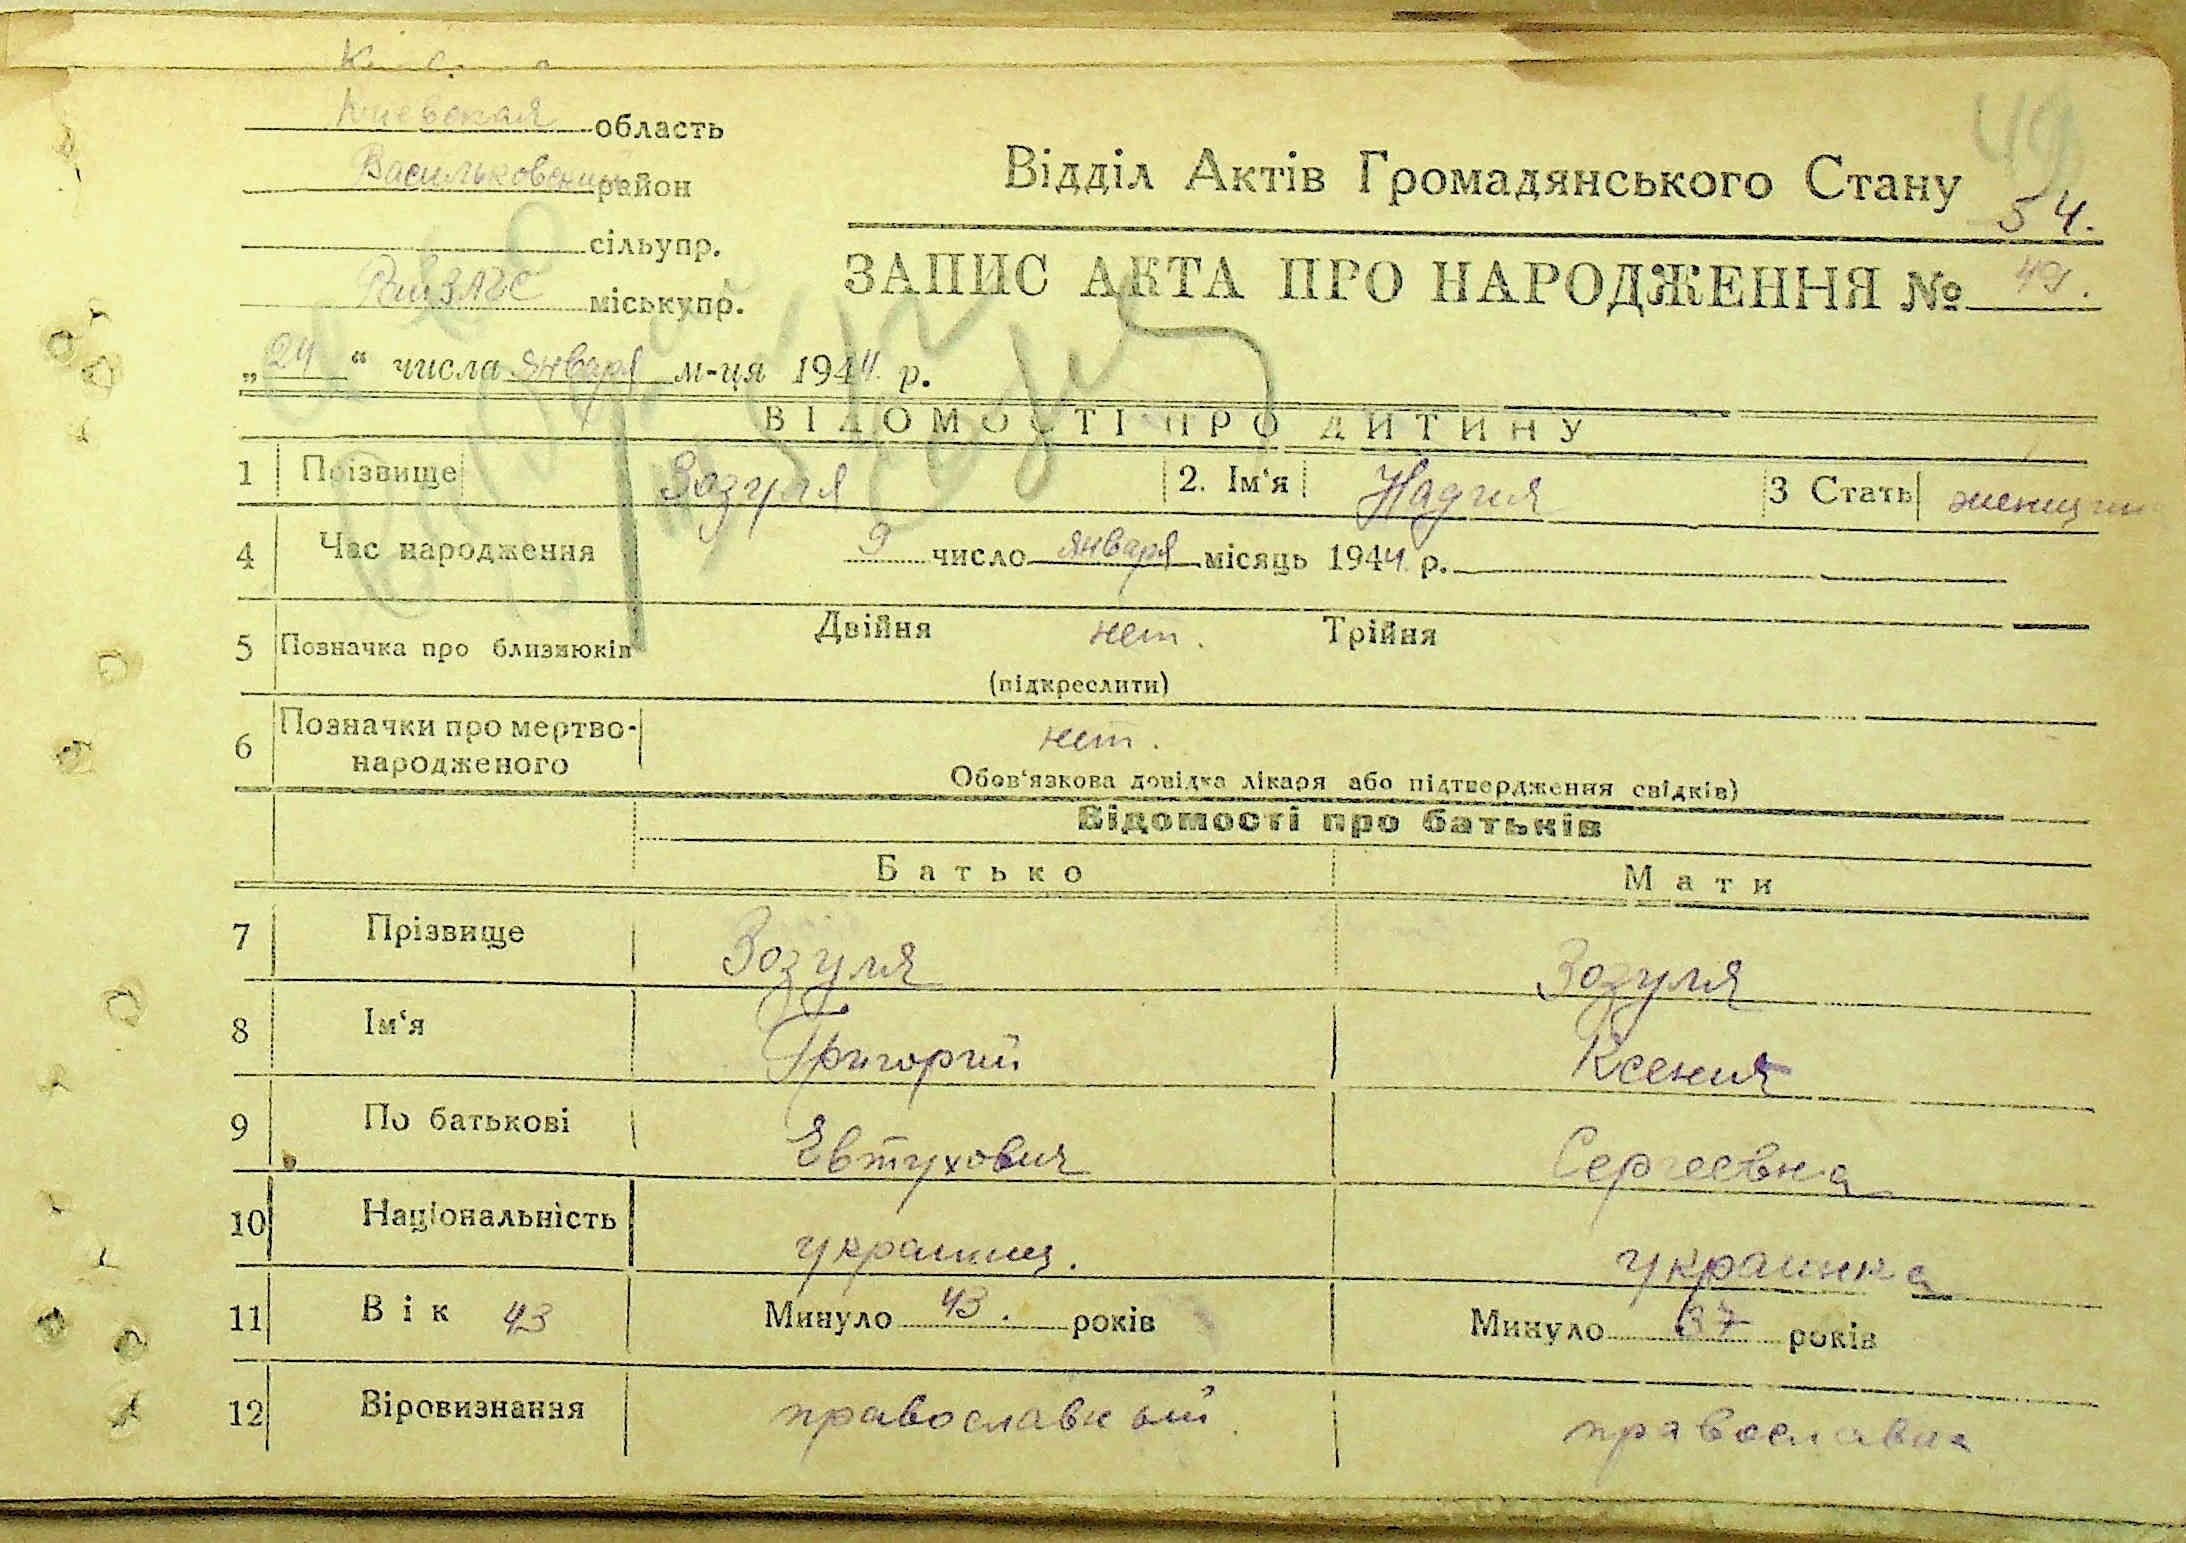 Киевская область
Васильковский район
сільупр.
РайЗАГС міськупр.
Відділ Актів Громадянського Стану
49
54.
ЗАПИС АКТА ПРО НАРОДЖЕННЯ № 49.
„24“ числа января м-ця 1944 р.
ВІДОМОСТІ ПРО ДИТИНУ
1 Прізвище Зозуля 2. Ім'я Надия 3 Стать
4 Час народження 9 число января місяць 1944 р.
5 Позначка про близнюків Двійня нет. Трійня
(підкреслити)
6 Позначки про мертво-народженого нет.
Обов'язкова довідка лікаря або підтвердження свідків)
Відомості про батьків
Батько Мати
7 Прізвище Зозуля Зозуля
8 Ім'я Григорий Ксения
9 По батькові Евтухович Сергеевна
10 Національність украинец. украинка
11 Вік 43 Минуло 43. років Минуло 37 років
12 Віровизнання православный. православна